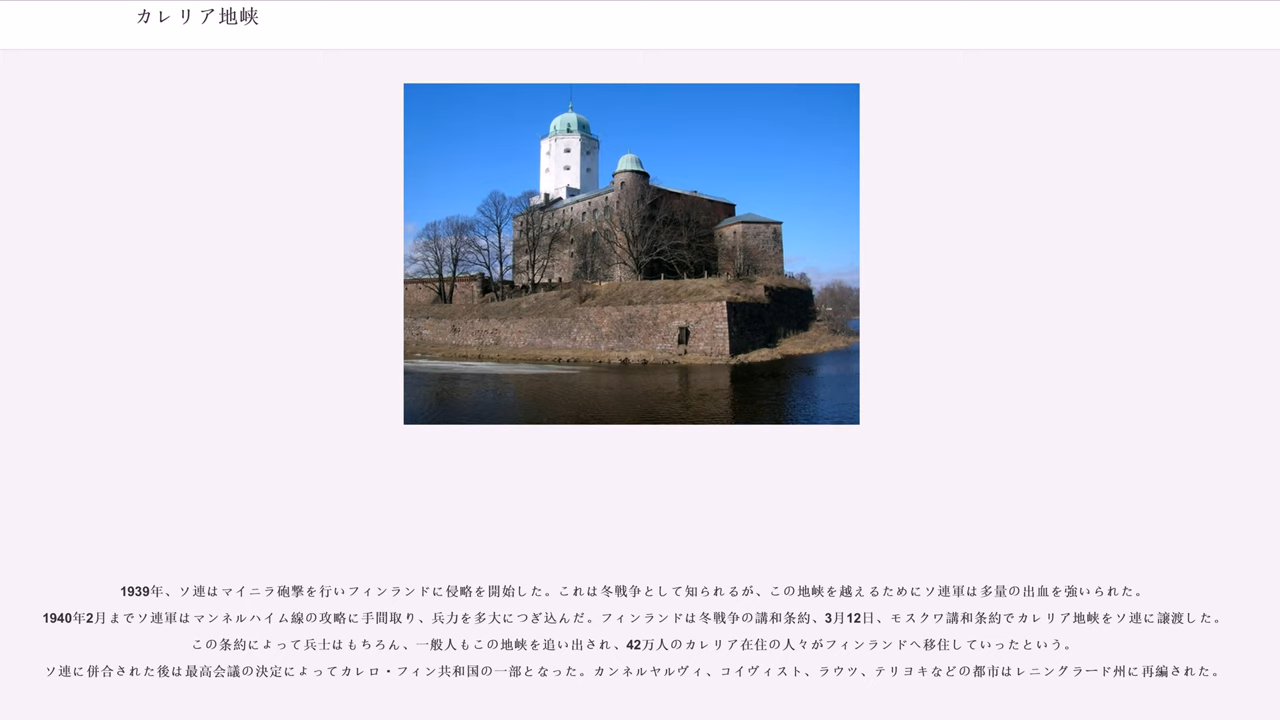 カレリア地峡
1939年、ソ連はマイニラ砲撃を行いフィンランドに侵略を開始した。これは冬戦争として知られるが、この地峡を越えるためにソ連軍は多量の出血を強いられた。
1940年2月までソ連軍はマンネルハイム線の攻略に手間取り、兵力を多大につぎ込んだ。フィンランドは冬戦争の講和条約、3月12日、モスクワ講和条約でカレリア地峡をソ連に譲渡した。
この条約によって兵士はもちろん、一般人もこの地峡を追い出され、42万人のカレリア在住の人々がフィンランドへ移住していったという。
ソ連に併合された後は最高会議の決定によってカレロ・フィン共和国の一部となった。カンネルヤルヴィ、コイヴィスト、ラウツ、テリヨキなどの都市はレニングラード州に再編された。